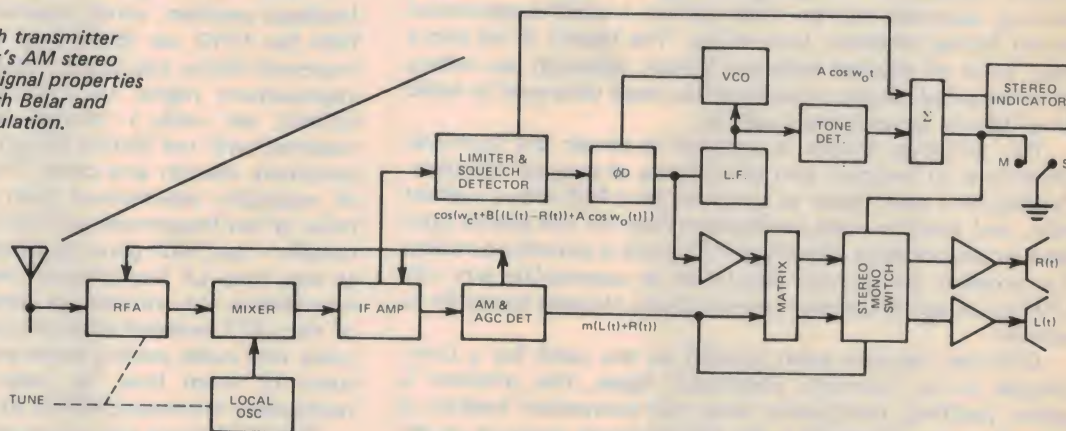 h transmitter
's AM stereo
ignal properties
th Belar and
ulation.
VCO
A cos w₀t
STEREO
INDICATOR
LIMITER &
SQUELCH
DETECTOR
ØD
TONE
DET.
Σ
L.F.
M
S
cos(w꜀t+B[(L(t)−R(t))+A cos w₀(t)])
RFA
MIXER
IF AMP
AM &
AGC DET
m(L(t)+R(t))
MATRIX
STEREO
MONO
SWITCH
R(t)
L(t)
TUNE
LOCAL
OSC